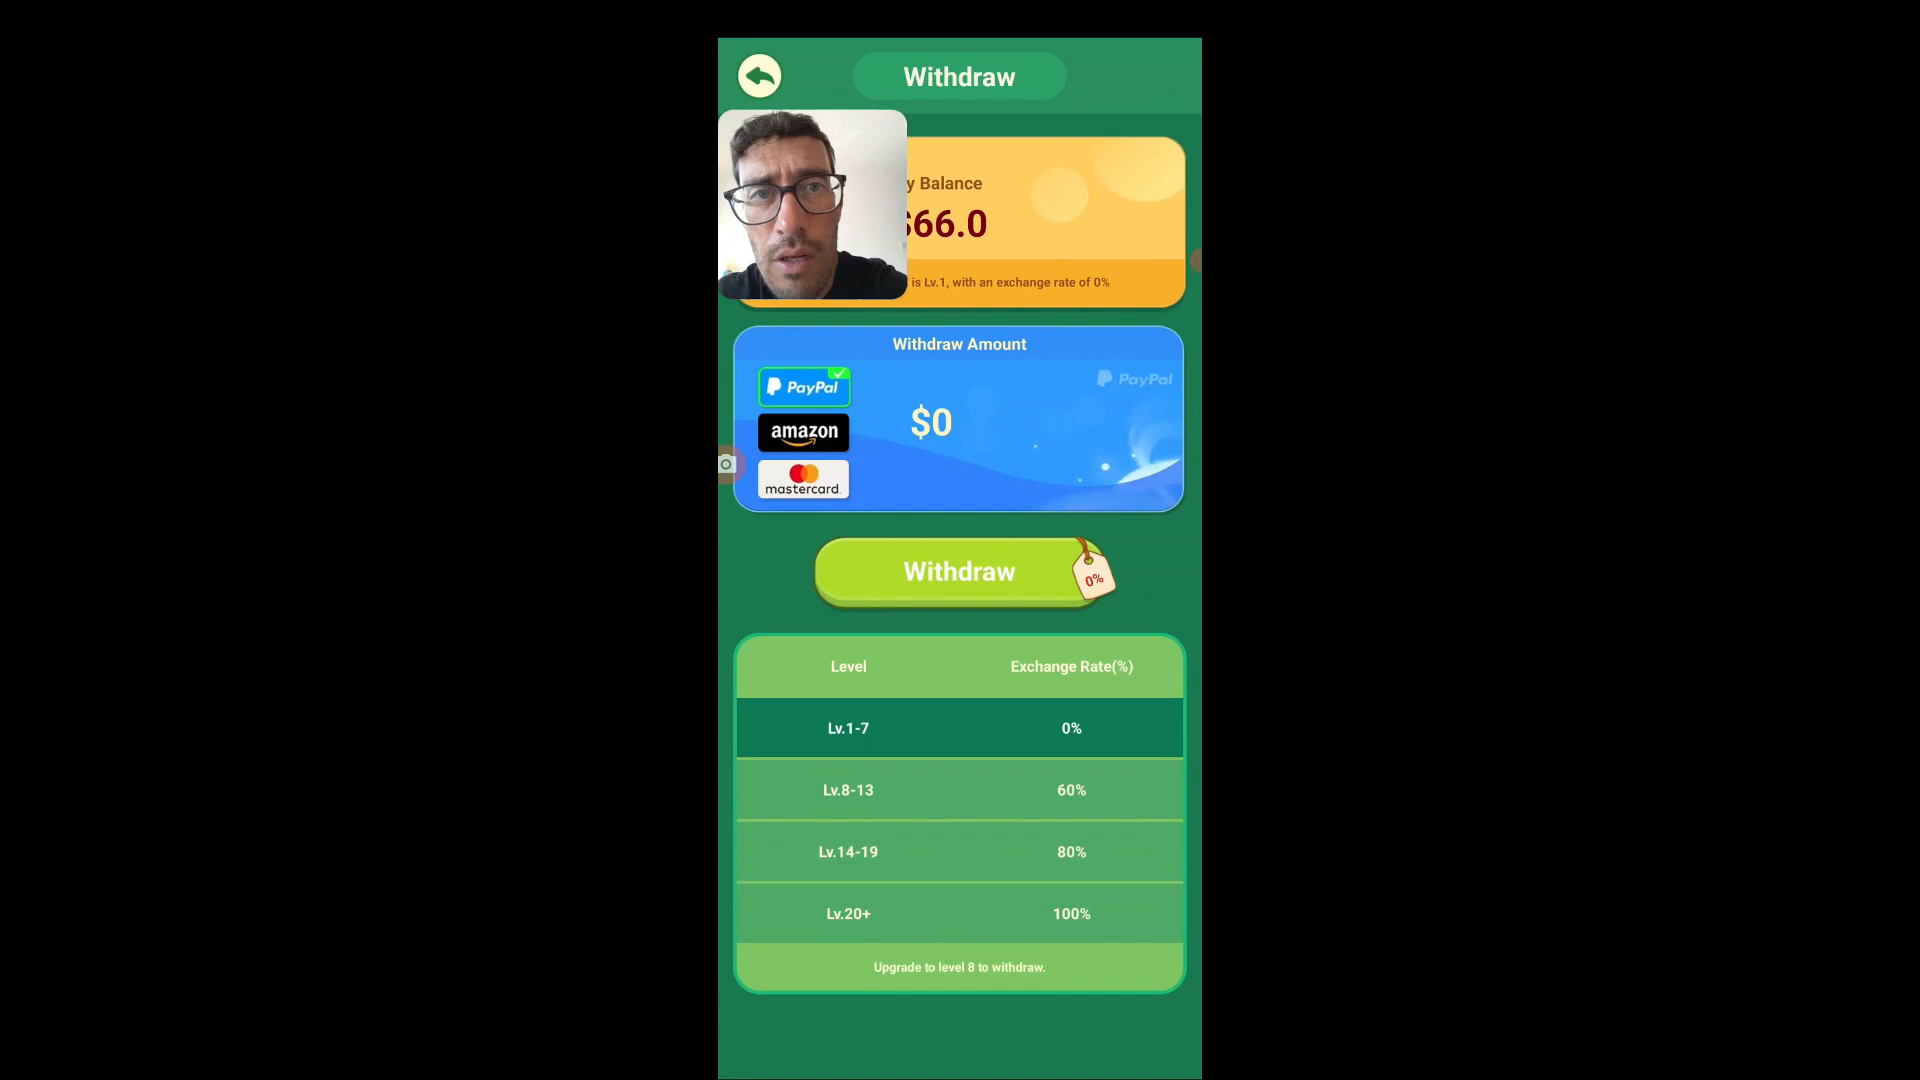 Withdraw
y Balance
$66.0
is Lv.1, with an exchange rate of 0%
Withdraw Amount
PayPal
PayPal
amazon
$0
mastercard
Withdraw
0%
Level Exchange Rate(%)
Lv.1-7 0%
Lv.8-13 60%
Lv.14-19 80%
Lv.20+ 100%
Upgrade to level 8 to withdraw.